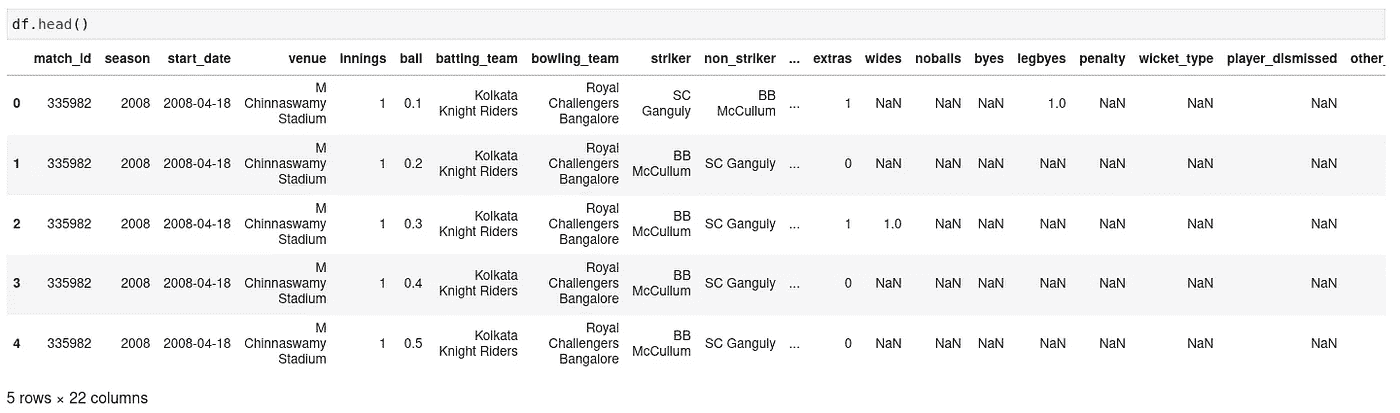 df.head()
match_id season start_date venue innings ball batting_team bowling_team striker non_striker ... extras wides noballs byes legbyes penalty wicket_type player_dismissed other_
0 335982 2008 2008-04-18 M Chinnaswamy Stadium 1 0.1 Kolkata Knight Riders Royal Challengers Bangalore SC Ganguly BB McCullum ... 1 NaN NaN NaN 1.0 NaN NaN NaN
1 335982 2008 2008-04-18 M Chinnaswamy Stadium 1 0.2 Kolkata Knight Riders Royal Challengers Bangalore BB McCullum SC Ganguly ... 0 NaN NaN NaN NaN NaN NaN NaN
2 335982 2008 2008-04-18 M Chinnaswamy Stadium 1 0.3 Kolkata Knight Riders Royal Challengers Bangalore BB McCullum SC Ganguly ... 1 1.0 NaN NaN NaN NaN NaN NaN
3 335982 2008 2008-04-18 M Chinnaswamy Stadium 1 0.4 Kolkata Knight Riders Royal Challengers Bangalore BB McCullum SC Ganguly ... 0 NaN NaN NaN NaN NaN NaN NaN
4 335982 2008 2008-04-18 M Chinnaswamy Stadium 1 0.5 Kolkata Knight Riders Royal Challengers Bangalore BB McCullum SC Ganguly ... 0 NaN NaN NaN NaN NaN NaN NaN
5 rows × 22 columns